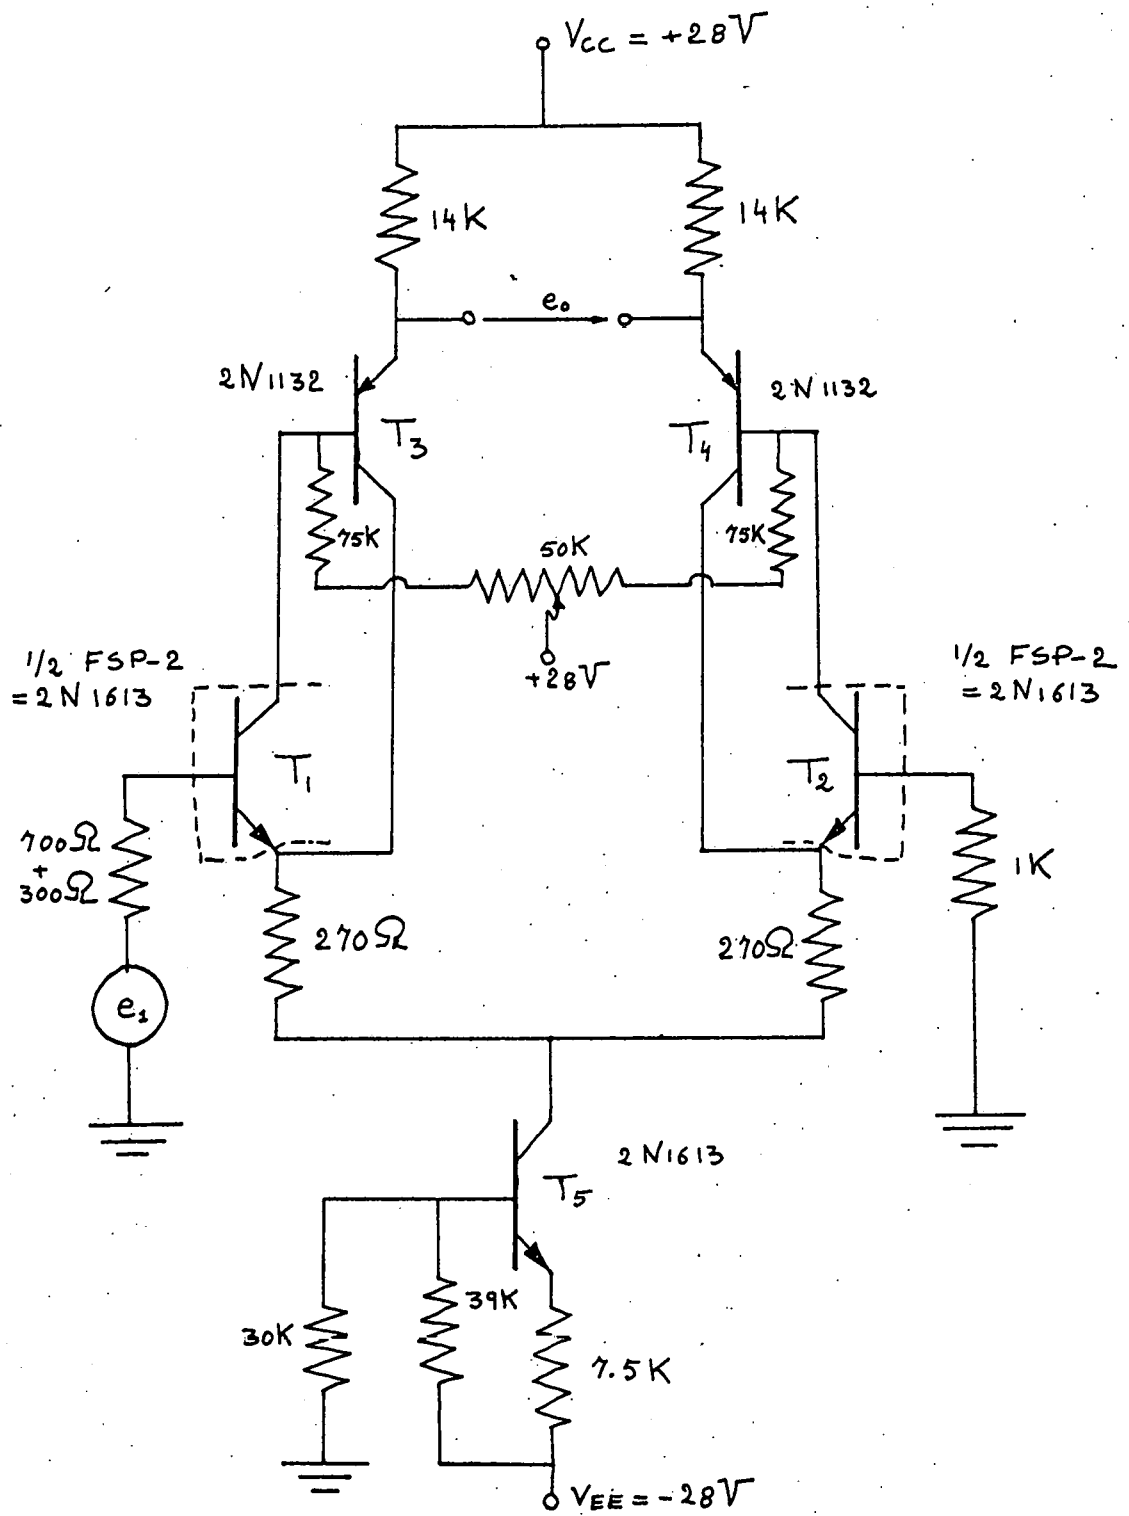 VCC = +28V
14K
14K
e₀
2N1132
2N1132
T3
T4
75K
75K
50K
+28V
1/2 FSP-2
= 2N1613
1/2 FSP-2
= 2N1613
T1
T2
700Ω
+
300Ω
1K
270Ω
270Ω
e1
2N1613
T5
39K
30K
7.5K
VEE = -28V